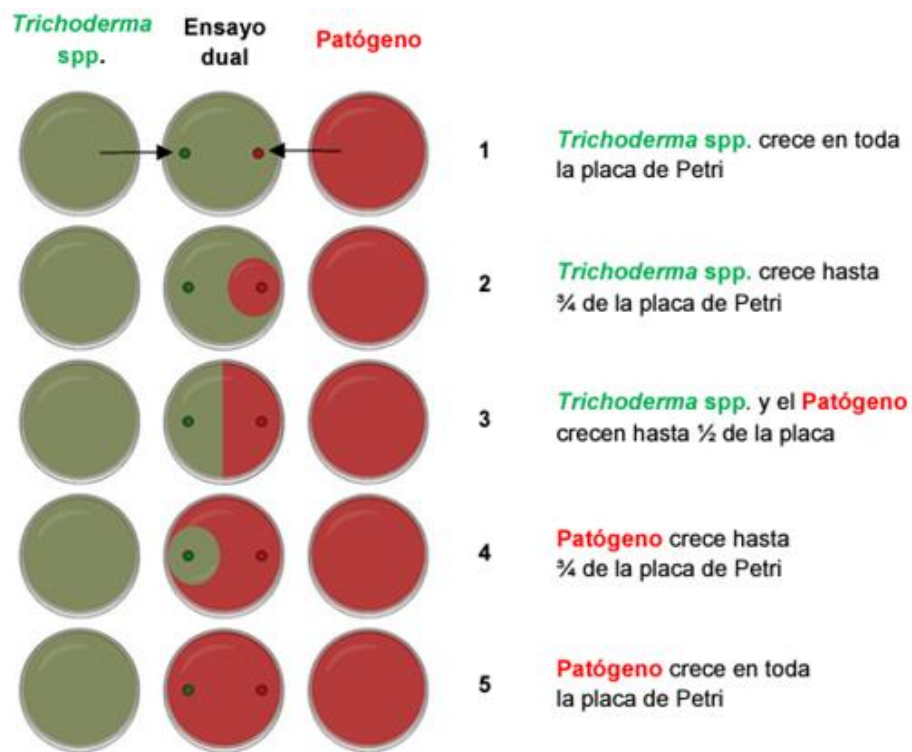 Trichoderma spp.
Ensayo dual
Patógeno
1
Trichoderma spp. crece en toda
la placa de Petri
2
Trichoderma spp. crece hasta
¾ de la placa de Petri
3
Trichoderma spp. y el Patógeno
crecen hasta ½ de la placa
4
Patógeno crece hasta
¾ de la placa de Petri
5
Patógeno crece en toda
la placa de Petri